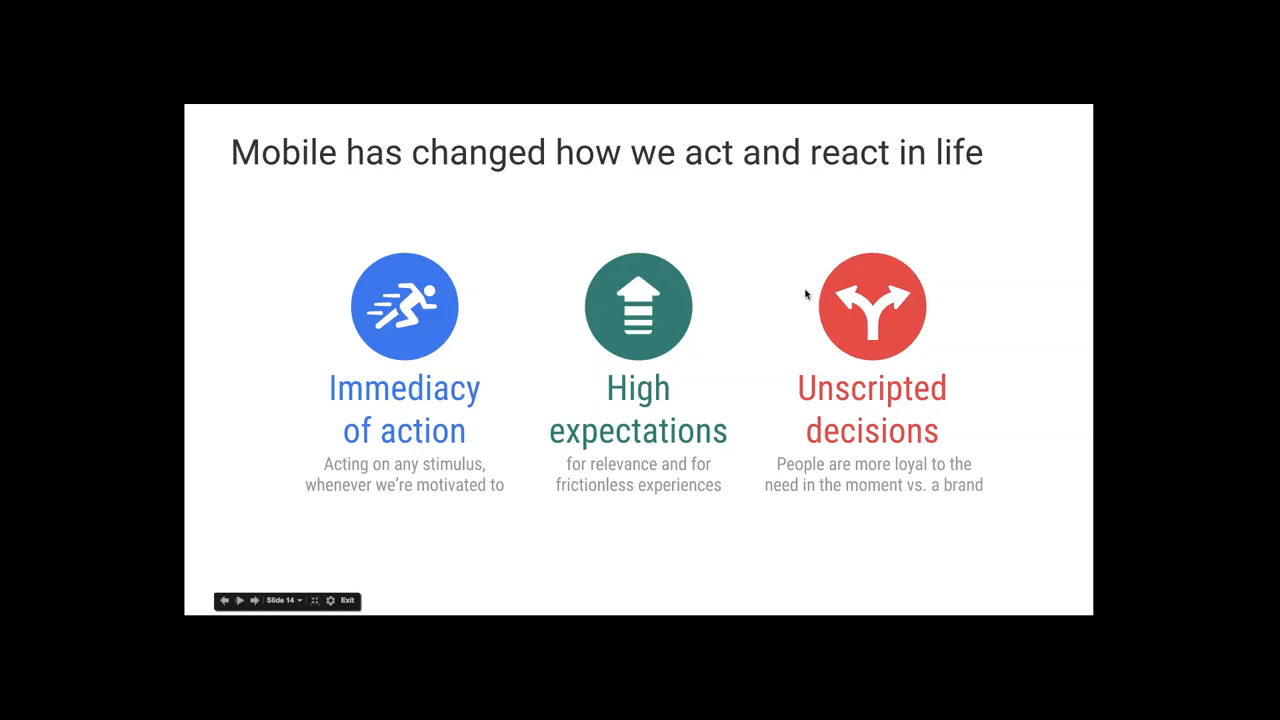 Mobile has changed how we act and react in life
Immediacy
of action
Acting on any stimulus,
whenever we're motivated to
High
expectations
for relevance and for
frictionless experiences
Unscripted
decisions
People are more loyal to the
need in the moment vs. a brand
Slide 14
Exit